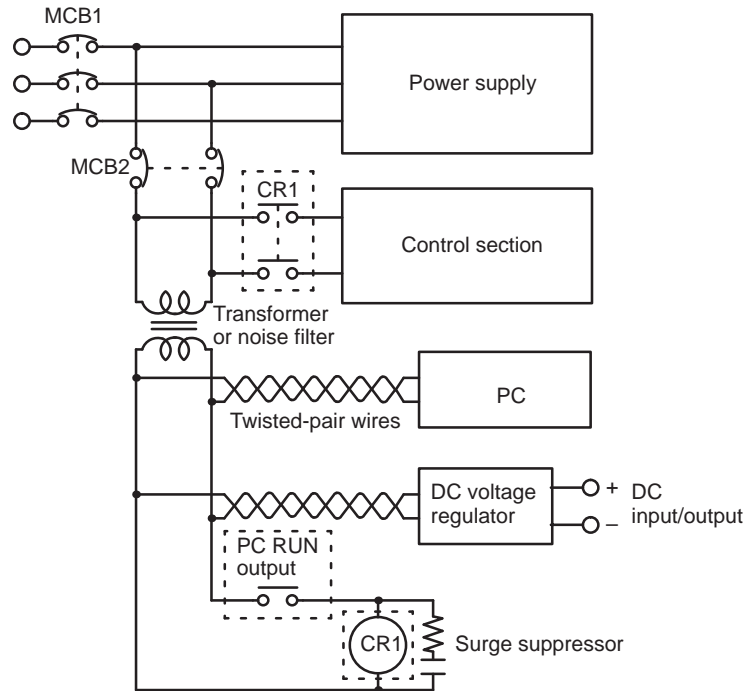 MCB1
Power supply
MCB2
CR1
Control section
Transformer
or noise filter
PC
Twisted-pair wires
DC voltage
regulator
+
–
DC
input/output
PC RUN
output
CR1
Surge suppressor